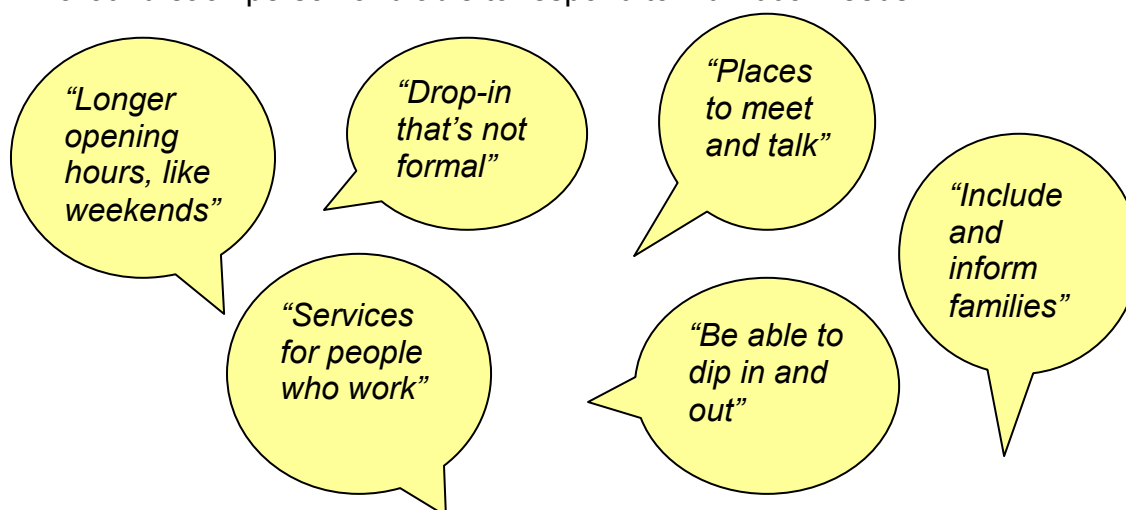 “Longer
opening
hours, like
weekends”
“Drop-in
that’s not
formal”
“Places
to meet
and talk”
“Include
and
inform
families”
“Services
for people
who work”
“Be able to
dip in and
out”